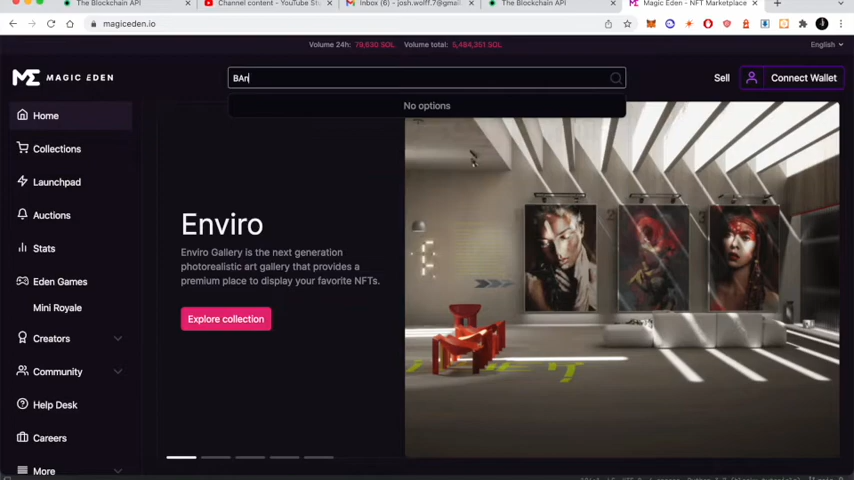 The Blockchain API
Channel content - YouTube Stu
Inbox (6) - josh.wolff.7@gmail
The Blockchain API
Magic Eden - NFT Marketplace
magiceden.io
Volume 24h: 79,630 SOL Volume total: 5,484,351 SOL
English
ME MAGIC EDEN
BAn
Sell
Connect Wallet
No options
Home
Collections
Launchpad
Auctions
Stats
Eden Games
Mini Royale
Creators
Community
Help Desk
Careers
More
Enviro
Enviro Gallery is the next generation
photorealistic art gallery that provides a
premium place to display your favorite NFTs.
Explore collection